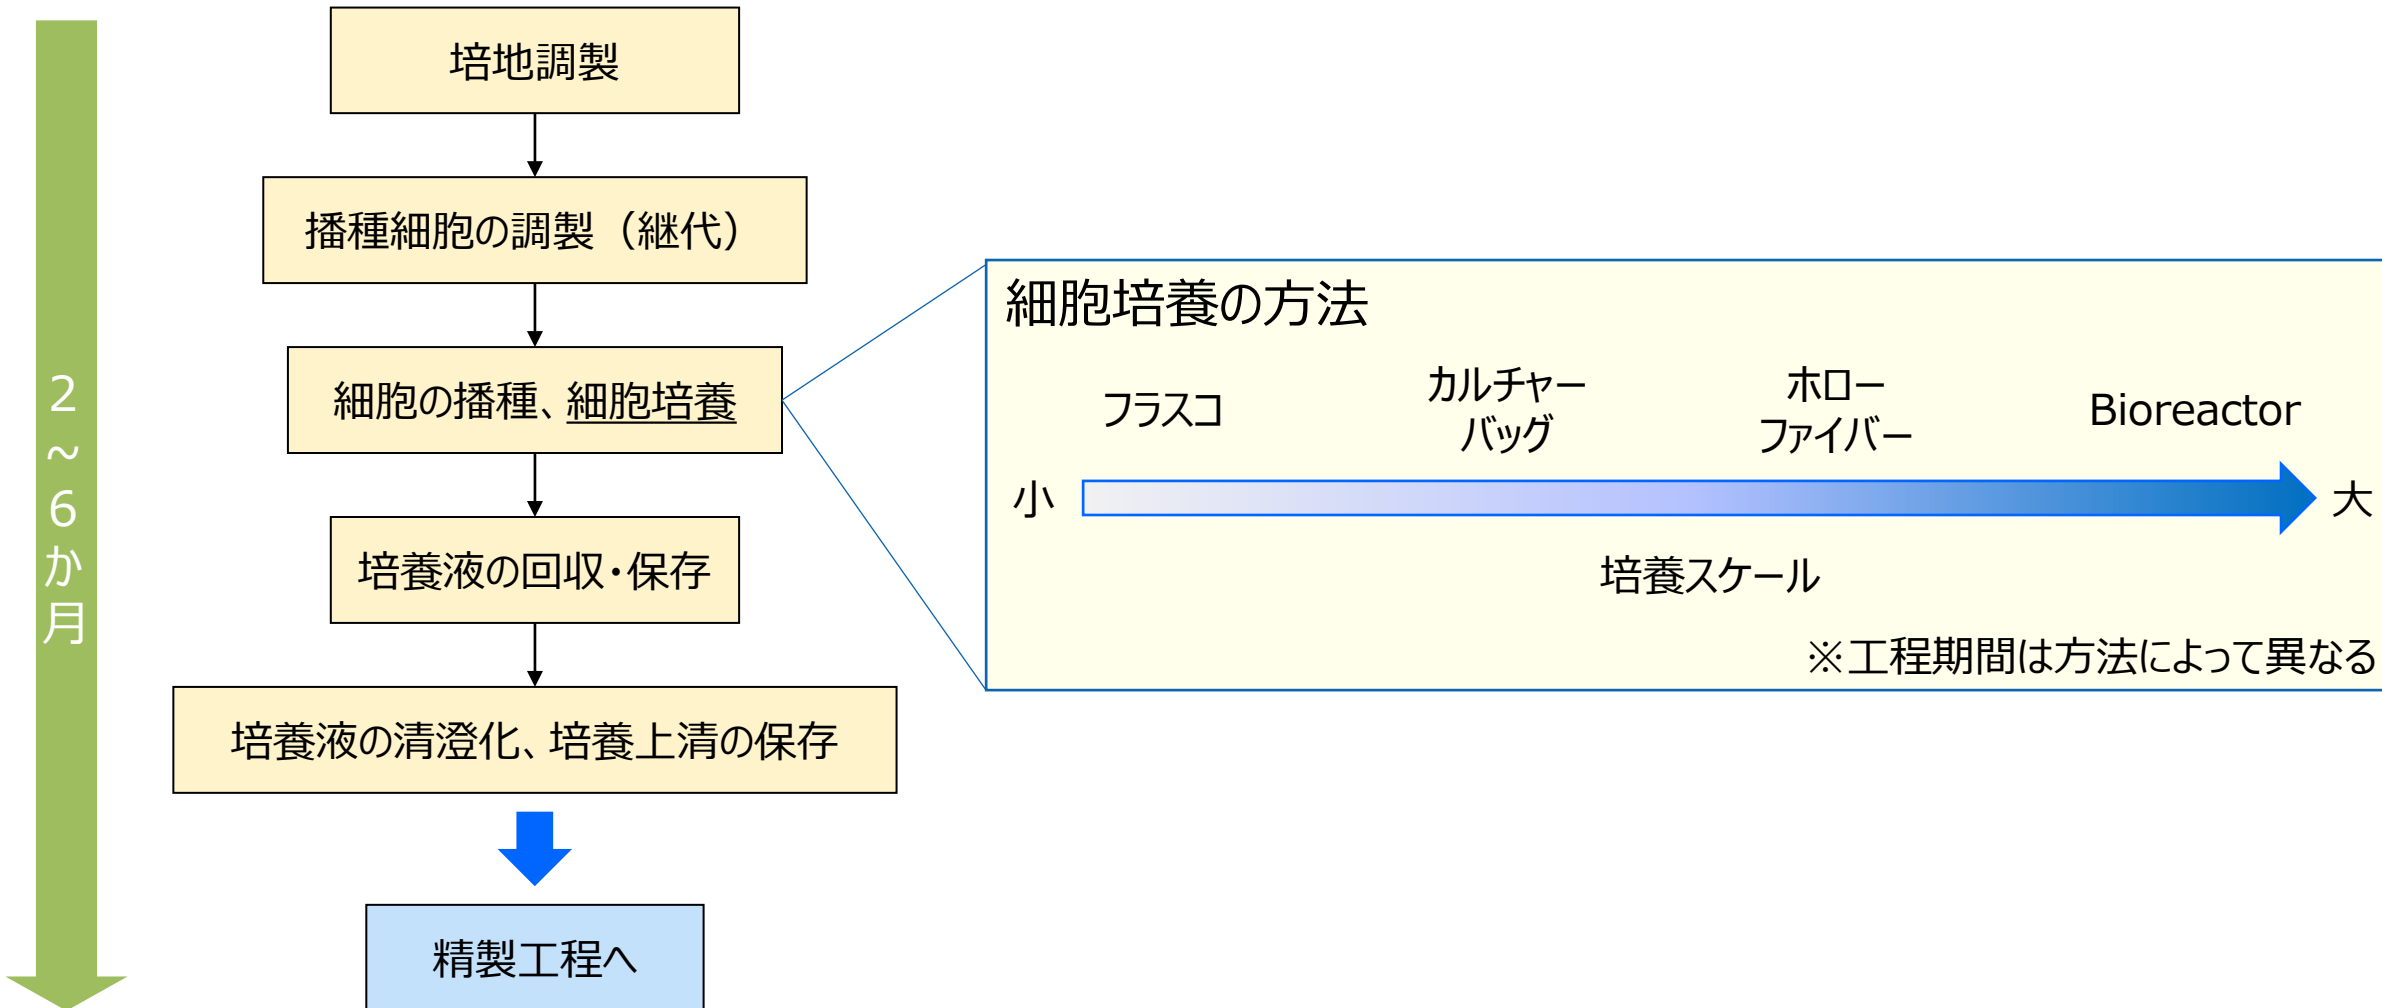 培地調製
播種細胞の調製（継代）
細胞の播種、細胞培養
培養液の回収・保存
培養液の清澄化、培養上清の保存
精製工程へ
2~6か月
細胞培養の方法
フラスコ
カルチャー
バッグ
ホロー
ファイバー
Bioreactor
小
大
培養スケール
※工程期間は方法によって異なる